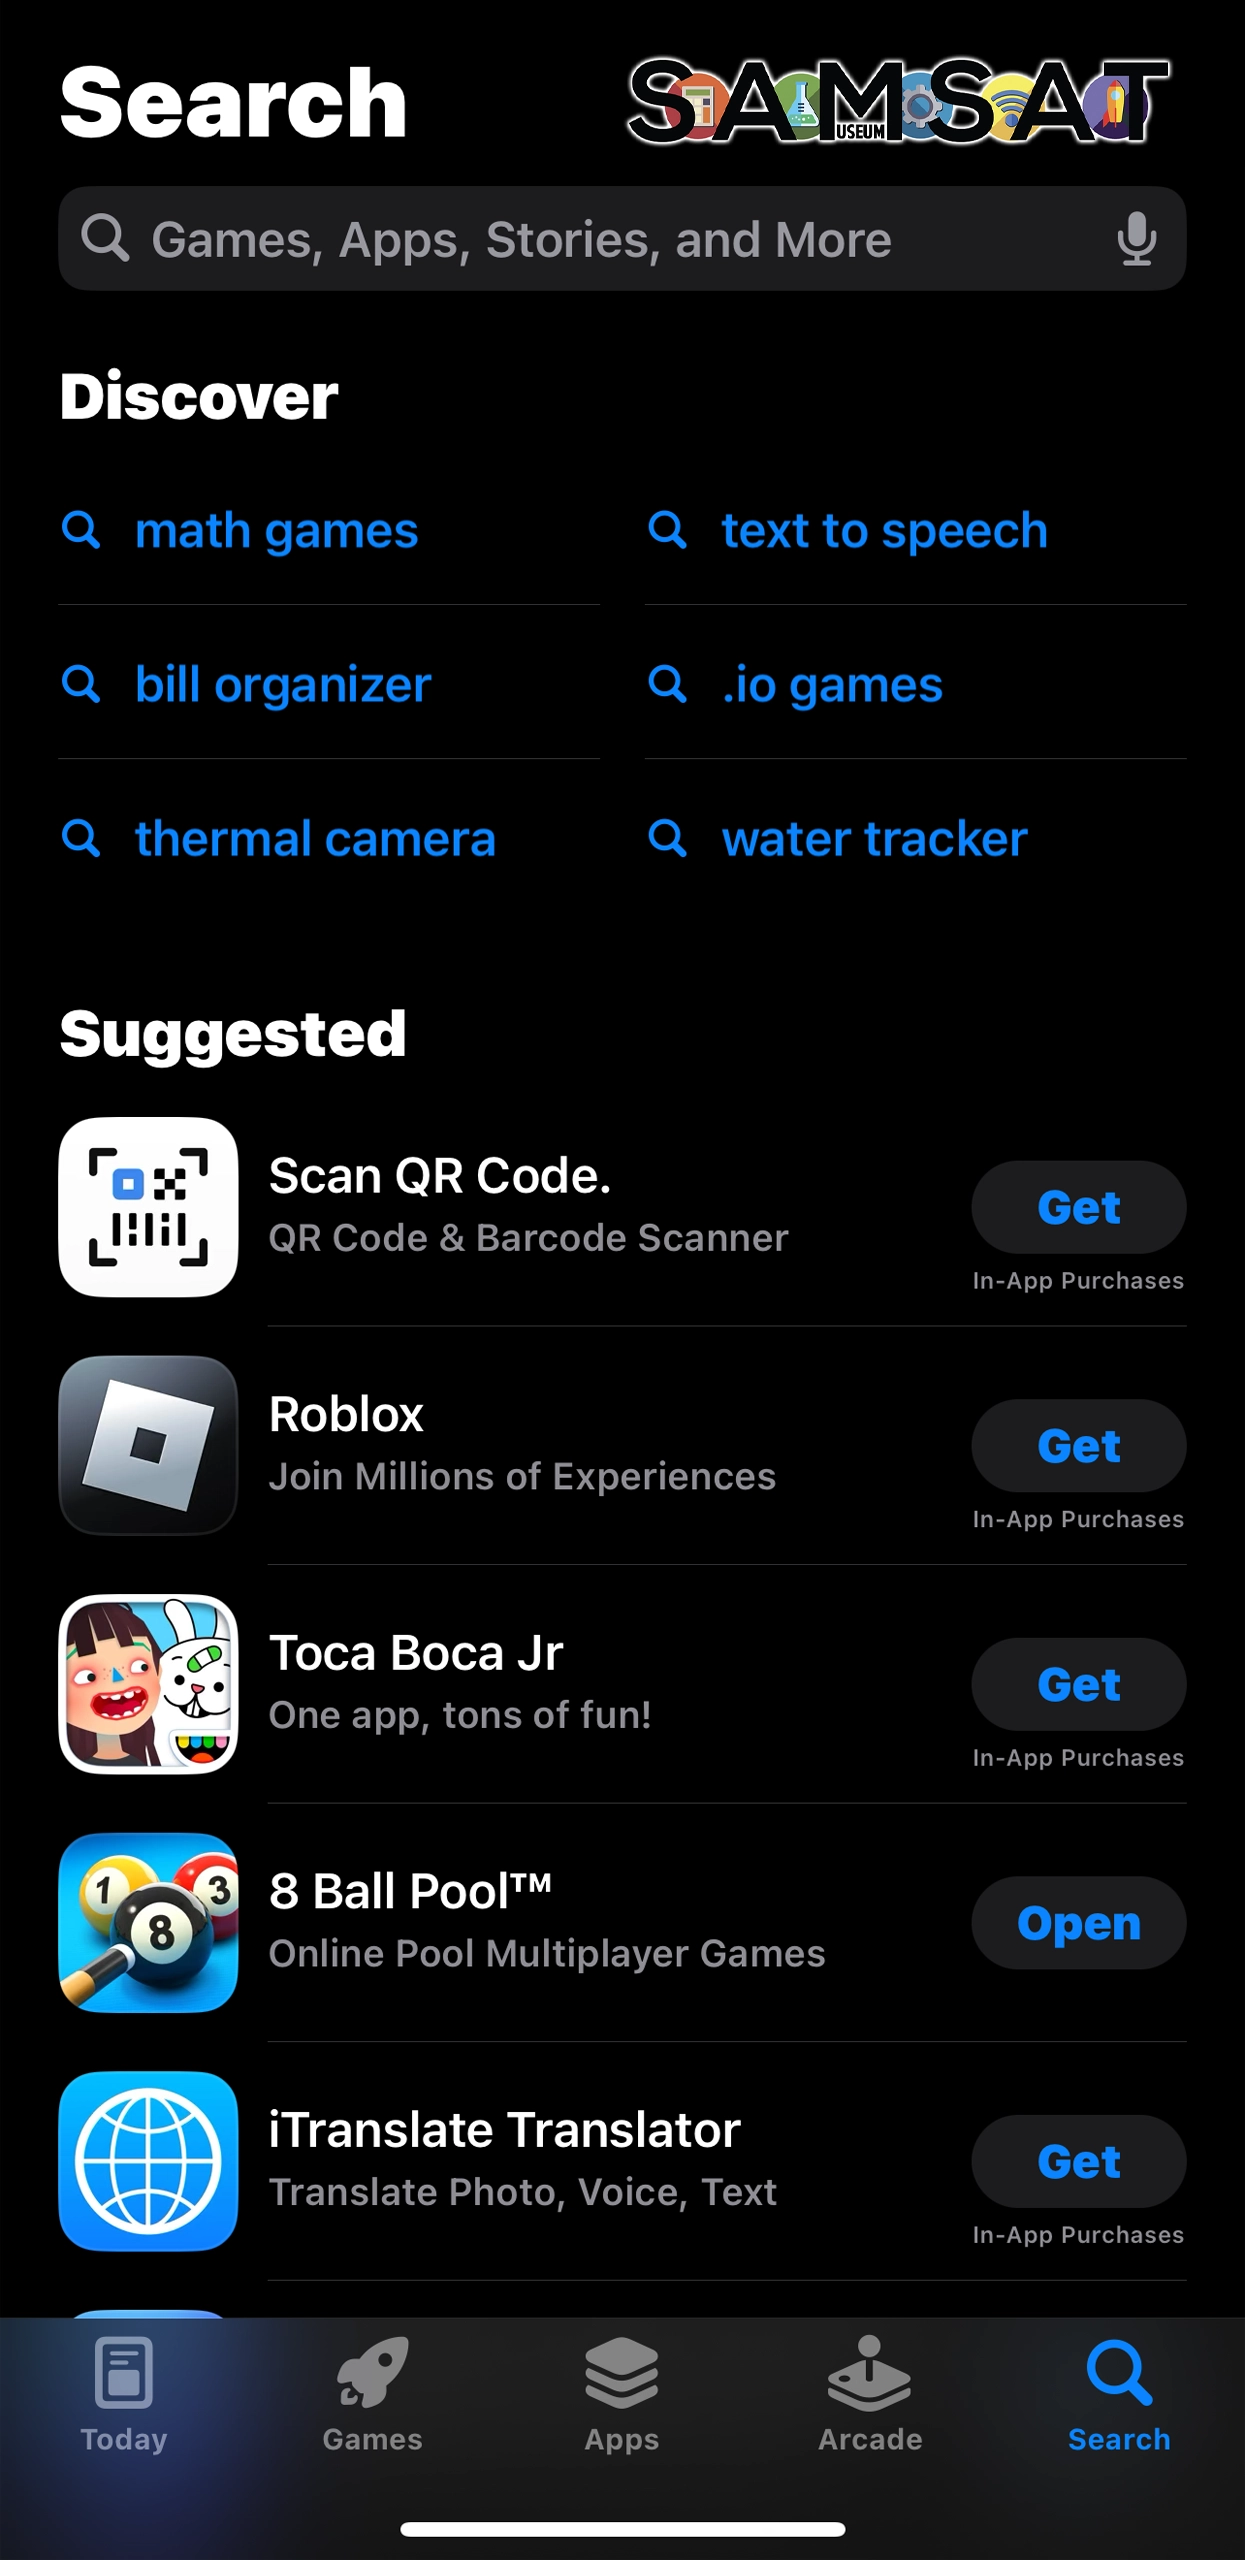 Search
SAMSAT
USEUM
Games, Apps, Stories, and More
Discover
math games
text to speech
bill organizer
.io games
thermal camera
water tracker
Suggested
Scan QR Code.
QR Code & Barcode Scanner
Get
In-App Purchases
Roblox
Join Millions of Experiences
Get
In-App Purchases
Toca Boca Jr
One app, tons of fun!
Get
In-App Purchases
1
3
8
8 Ball Pool™
Online Pool Multiplayer Games
Open
iTranslate Translator
Translate Photo, Voice, Text
Get
In-App Purchases
Today
Games
Apps
Arcade
Search